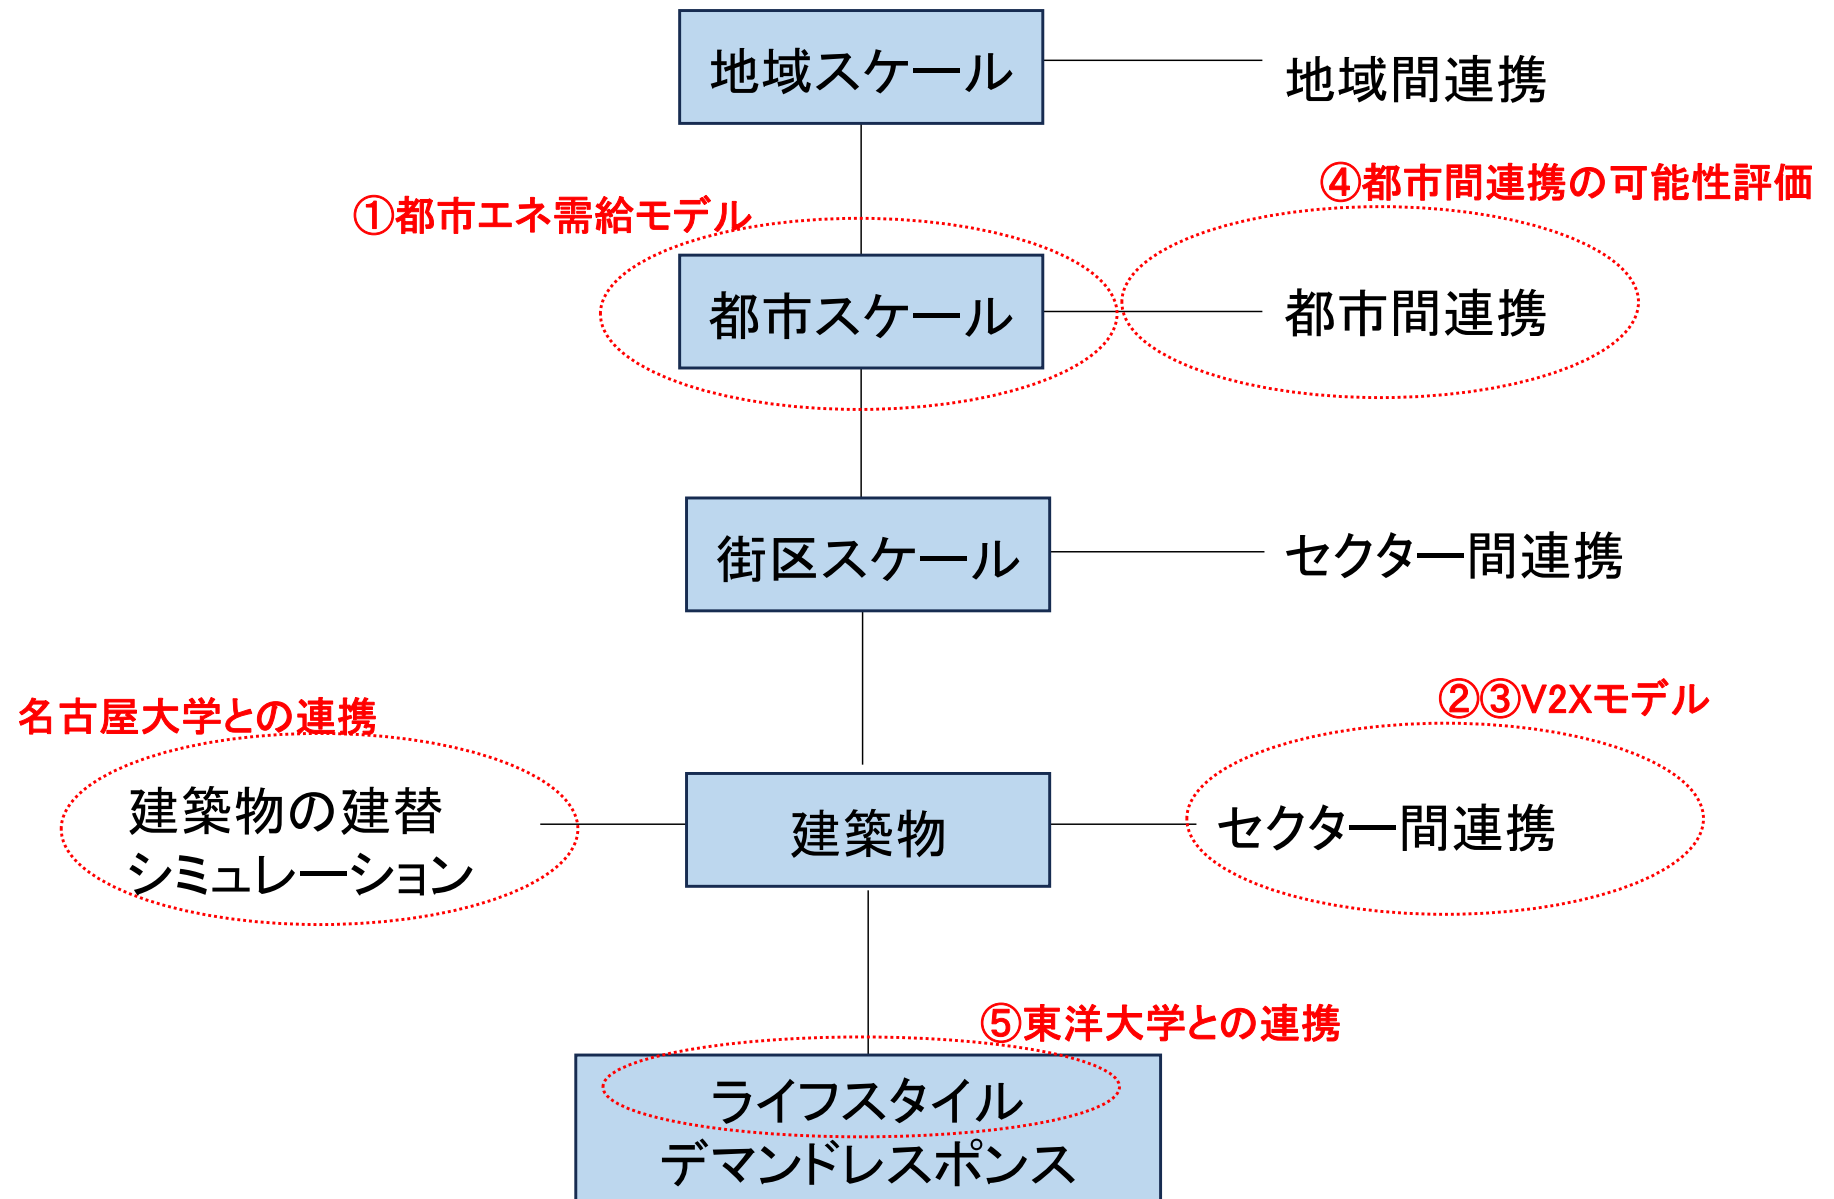 地域スケール
地域間連携
④都市間連携の可能性評価
①都市エネ需給モデル
都市スケール
都市間連携
街区スケール
セクター間連携
②③V2Xモデル
名古屋大学との連携
建築物の建替
シミュレーション
建築物
セクター間連携
⑤東洋大学との連携
ライフスタイル
デマンドレスポンス